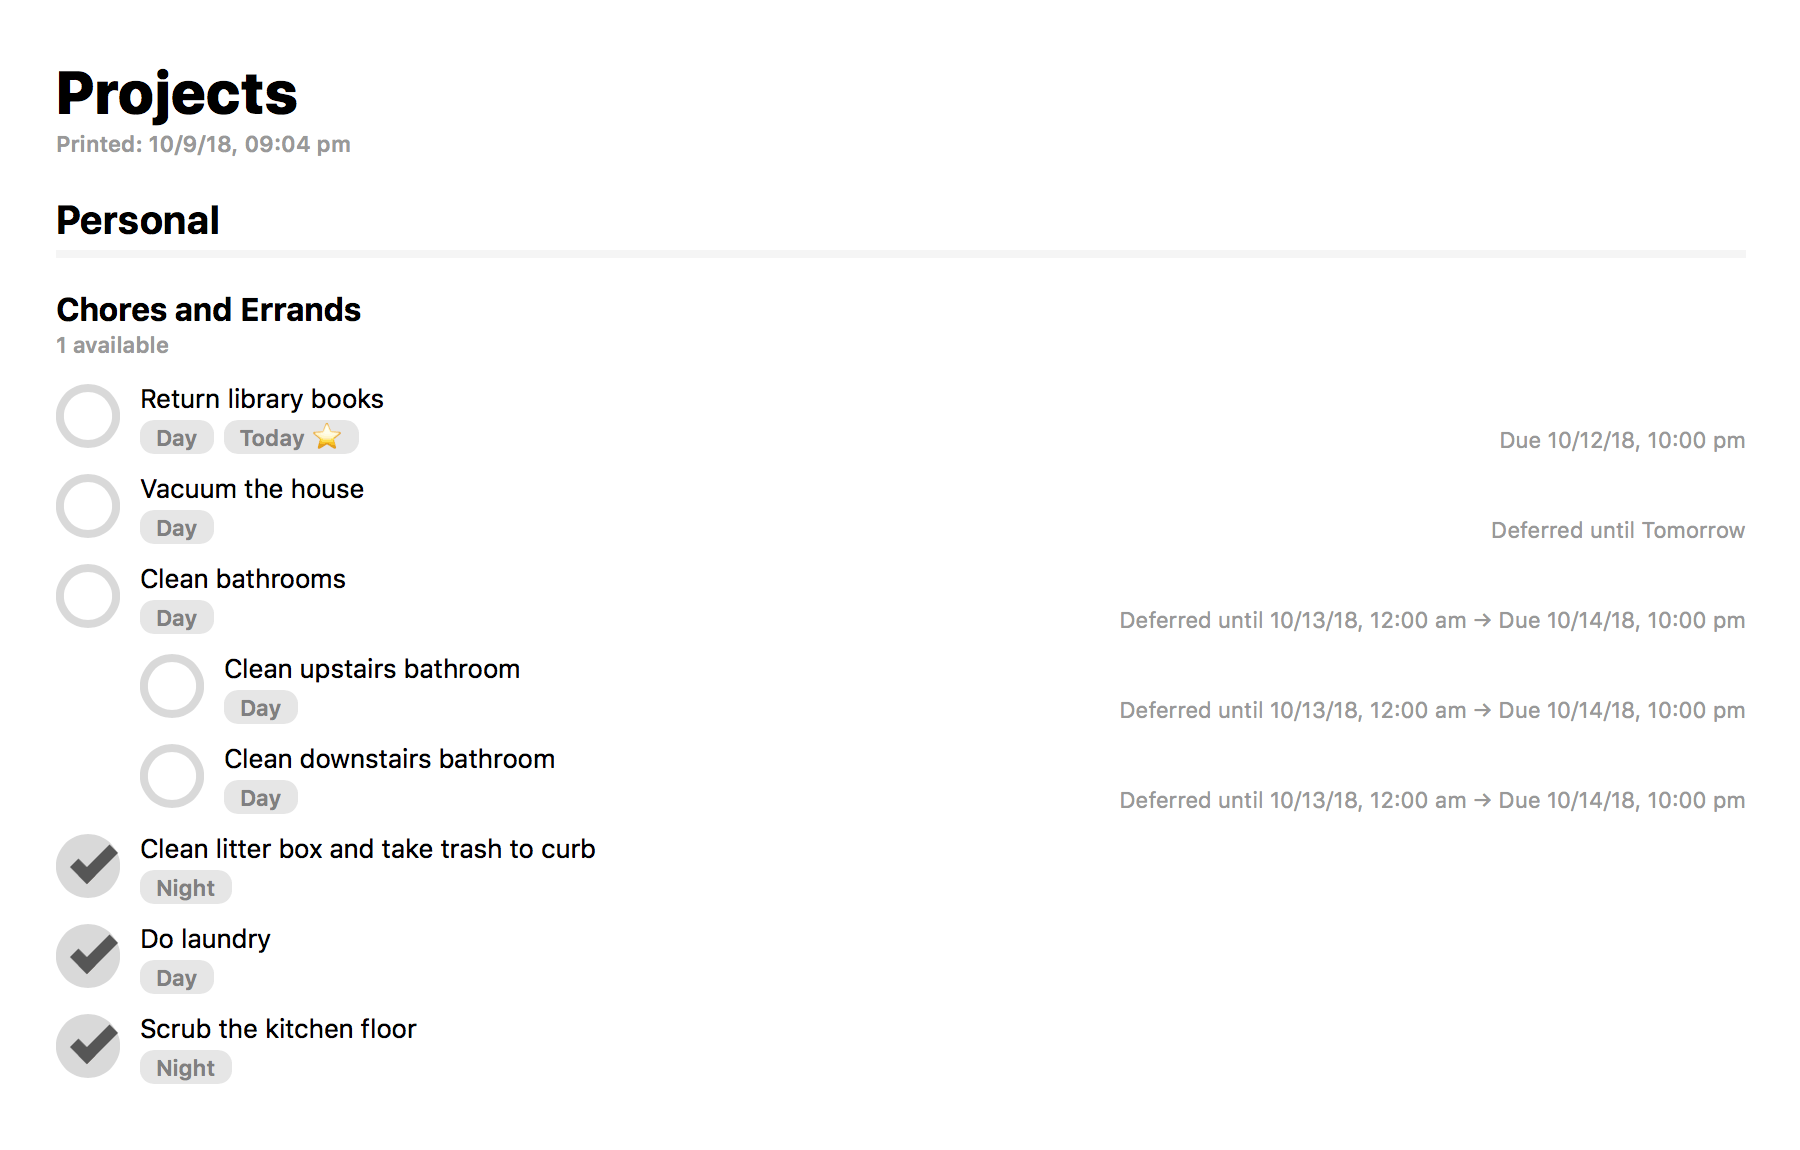 Projects
Printed: 10/9/18, 09:04 pm
Personal
Chores and Errands
1 available
Return library books
Day Today ⭐ Due 10/12/18, 10:00 pm
Vacuum the house
Day Deferred until Tomorrow
Clean bathrooms
Day Deferred until 10/13/18, 12:00 am → Due 10/14/18, 10:00 pm
Clean upstairs bathroom
Day Deferred until 10/13/18, 12:00 am → Due 10/14/18, 10:00 pm
Clean downstairs bathroom
Day Deferred until 10/13/18, 12:00 am → Due 10/14/18, 10:00 pm
Clean litter box and take trash to curb
Night
Do laundry
Day
Scrub the kitchen floor
Night